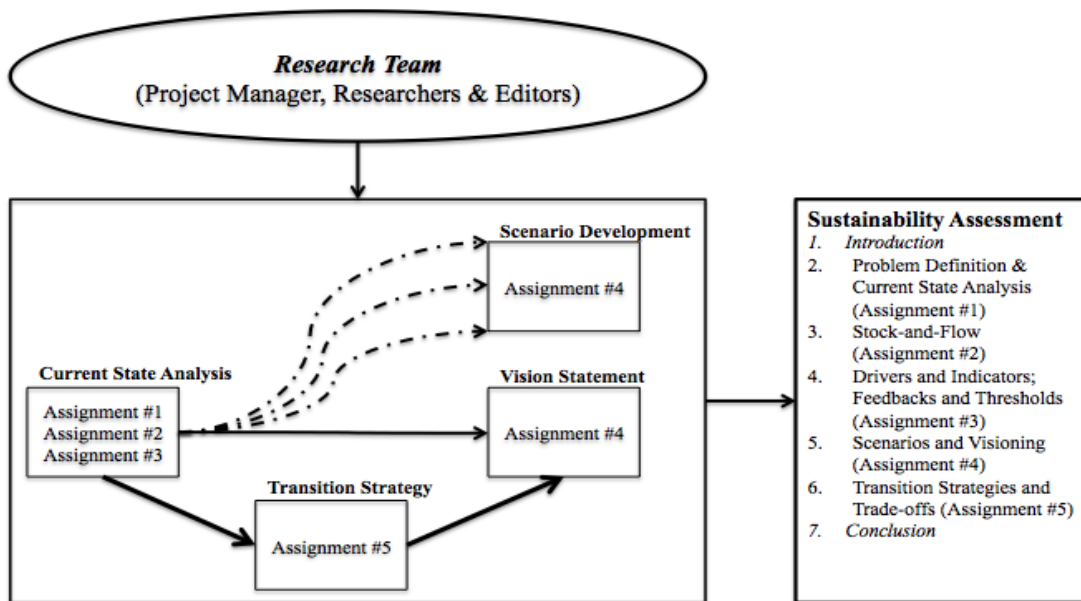 Research Team
(Project Manager, Researchers & Editors)
Scenario Development
Assignment #4
Current State Analysis
Assignment #1
Assignment #2
Assignment #3
Vision Statement
Assignment #4
Transition Strategy
Assignment #5
Sustainability Assessment
1. Introduction
2. Problem Definition &
Current State Analysis
(Assignment #1)
3. Stock-and-Flow
(Assignment #2)
4. Drivers and Indicators;
Feedbacks and Thresholds
(Assignment #3)
5. Scenarios and Visioning
(Assignment #4)
6. Transition Strategies and
Trade-offs (Assignment #5)
7. Conclusion